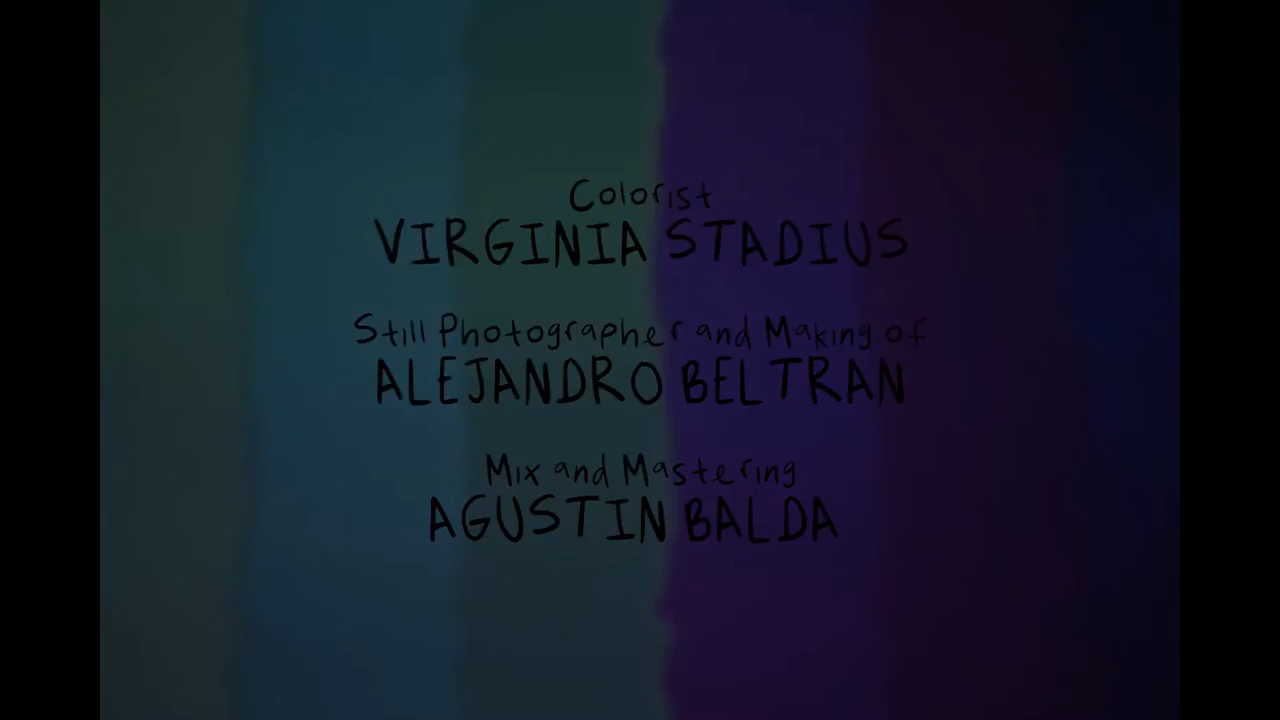 Colorist
VIRGINIA STADIUS
Still Photographer and Making of
ALEJANDRO BELTRAN
Mix and Mastering
AGUSTIN BALDA